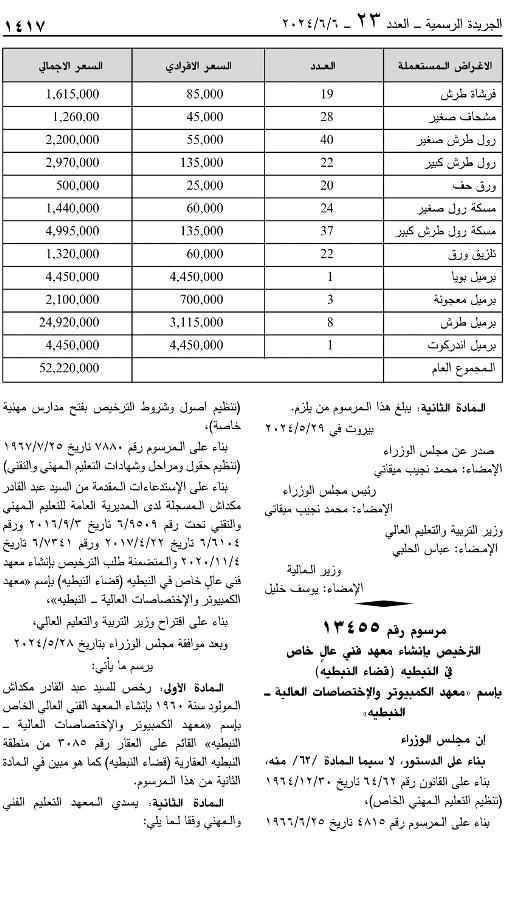 الجريدة الرسمية ـ العدد ٢٣ ـ ٢٠٢٤/٦/٦ ١٤١٧
الاغراض المستعملة العدد السعر الافرادي السعر الاجمالي
فرشاة طرش 19 85,000 1,615,000
مشحاف صغير 28 45,000 1,260,00
رول طرش صغير 40 55,000 2,200,000
رول طرش كبير 22 135,000 2,970,000
ورق حف 20 25,000 500,000
مسكة رول صغير 24 60,000 1,440,000
مسكة رول طرش كبير 37 135,000 4,995,000
تلزيق ورق 22 60,000 1,320,000
برميل بويا 1 4,450,000 4,450,000
برميل معجونة 3 700,000 2,100,000
برميل طرش 8 3,115,000 24,920,000
برميل اندركوت 1 4,450,000 4,450,000
المجموع العام 52,220,000
المادة الثانية: يبلغ هذا المرسوم من يلزم.
بيروت في ٢٠٢٤/٥/٢٩
صدر عن مجلس الوزراء
الإمضاء: محمد نجيب ميقاتي
رئيس مجلس الوزراء
الإمضاء: محمد نجيب ميقاتي
وزير التربية والتعليم العالي
الإمضاء: عباس الحلبي
وزير المالية
الإمضاء: يوسف خليل
مرسوم رقم ١٣٤٥٥
الترخيص بإنشاء معهد فني عالٍ خاص
في النبطيه (قضاء النبطيه)
بإسم «معهد الكمبيوتر والإختصاصات العالية ـ
النبطيه»
إن مجلس الوزراء
بناء على الدستور، لا سيما المادة /٦٢/ منه،
بناء على القانون رقم ٦٤/٦٢ تاريخ ١٩٦٤/١٢/٣٠
(تنظيم التعليم المهني الخاص)،
بناء على المرسوم رقم ٤٨١٥ تاريخ ١٩٦٦/٦/٢٥
(تنظيم اصول وشروط الترخيص بفتح مدارس مهنية
خاصة)،
بناء على المرسوم رقم ٧٨٨٠ تاريخ ١٩٦٧/٧/٢٥
(تنظيم حقول ومراحل وشهادات التعليم المهني والتقني)
بناء على الإستدعاءات المقدمة من السيد عبد القادر
مكداش المسجلة لدى المديرية العامة للتعليم المهني
والتقني تحت رقم ٦/٩٥٠٩ تاريخ ٢٠١٦/٩/٣ ورقم
٦/٦١٠٤ تاريخ ٢٠١٧/٤/٢٢ ورقم ٦/٧٣٤١ تاريخ
٢٠٢٠/١١/٤ والمتضمنة طلب الترخيص بإنشاء معهد
فني عالٍ خاص في النبطيه (قضاء النبطيه) بإسم «معهد
الكمبيوتر والإختصاصات العالية ـ النبطيه»،
بناء على اقتراح وزير التربية والتعليم العالي،
وبعد موافقة مجلس الوزراء بتاريخ ٢٠٢٤/٥/٢٨
يرسم ما يأتي:
المادة الأولى: رخص للسيد عبد القادر مكداش
المولود سنة ١٩٦٠ بإنشاء المعهد الفني العالي الخاص
بإسم «معهد الكمبيوتر والإختصاصات العالية ـ
النبطيه» القائم على العقار رقم ٣٠٨٥ من منطقة
النبطيه العقارية (قضاء النبطيه) كما هو مبين في المادة
الثانية من هذا المرسوم.
المادة الثانية: يسدي المعهد التعليم الفني
والمهني وفقا لما يلي: